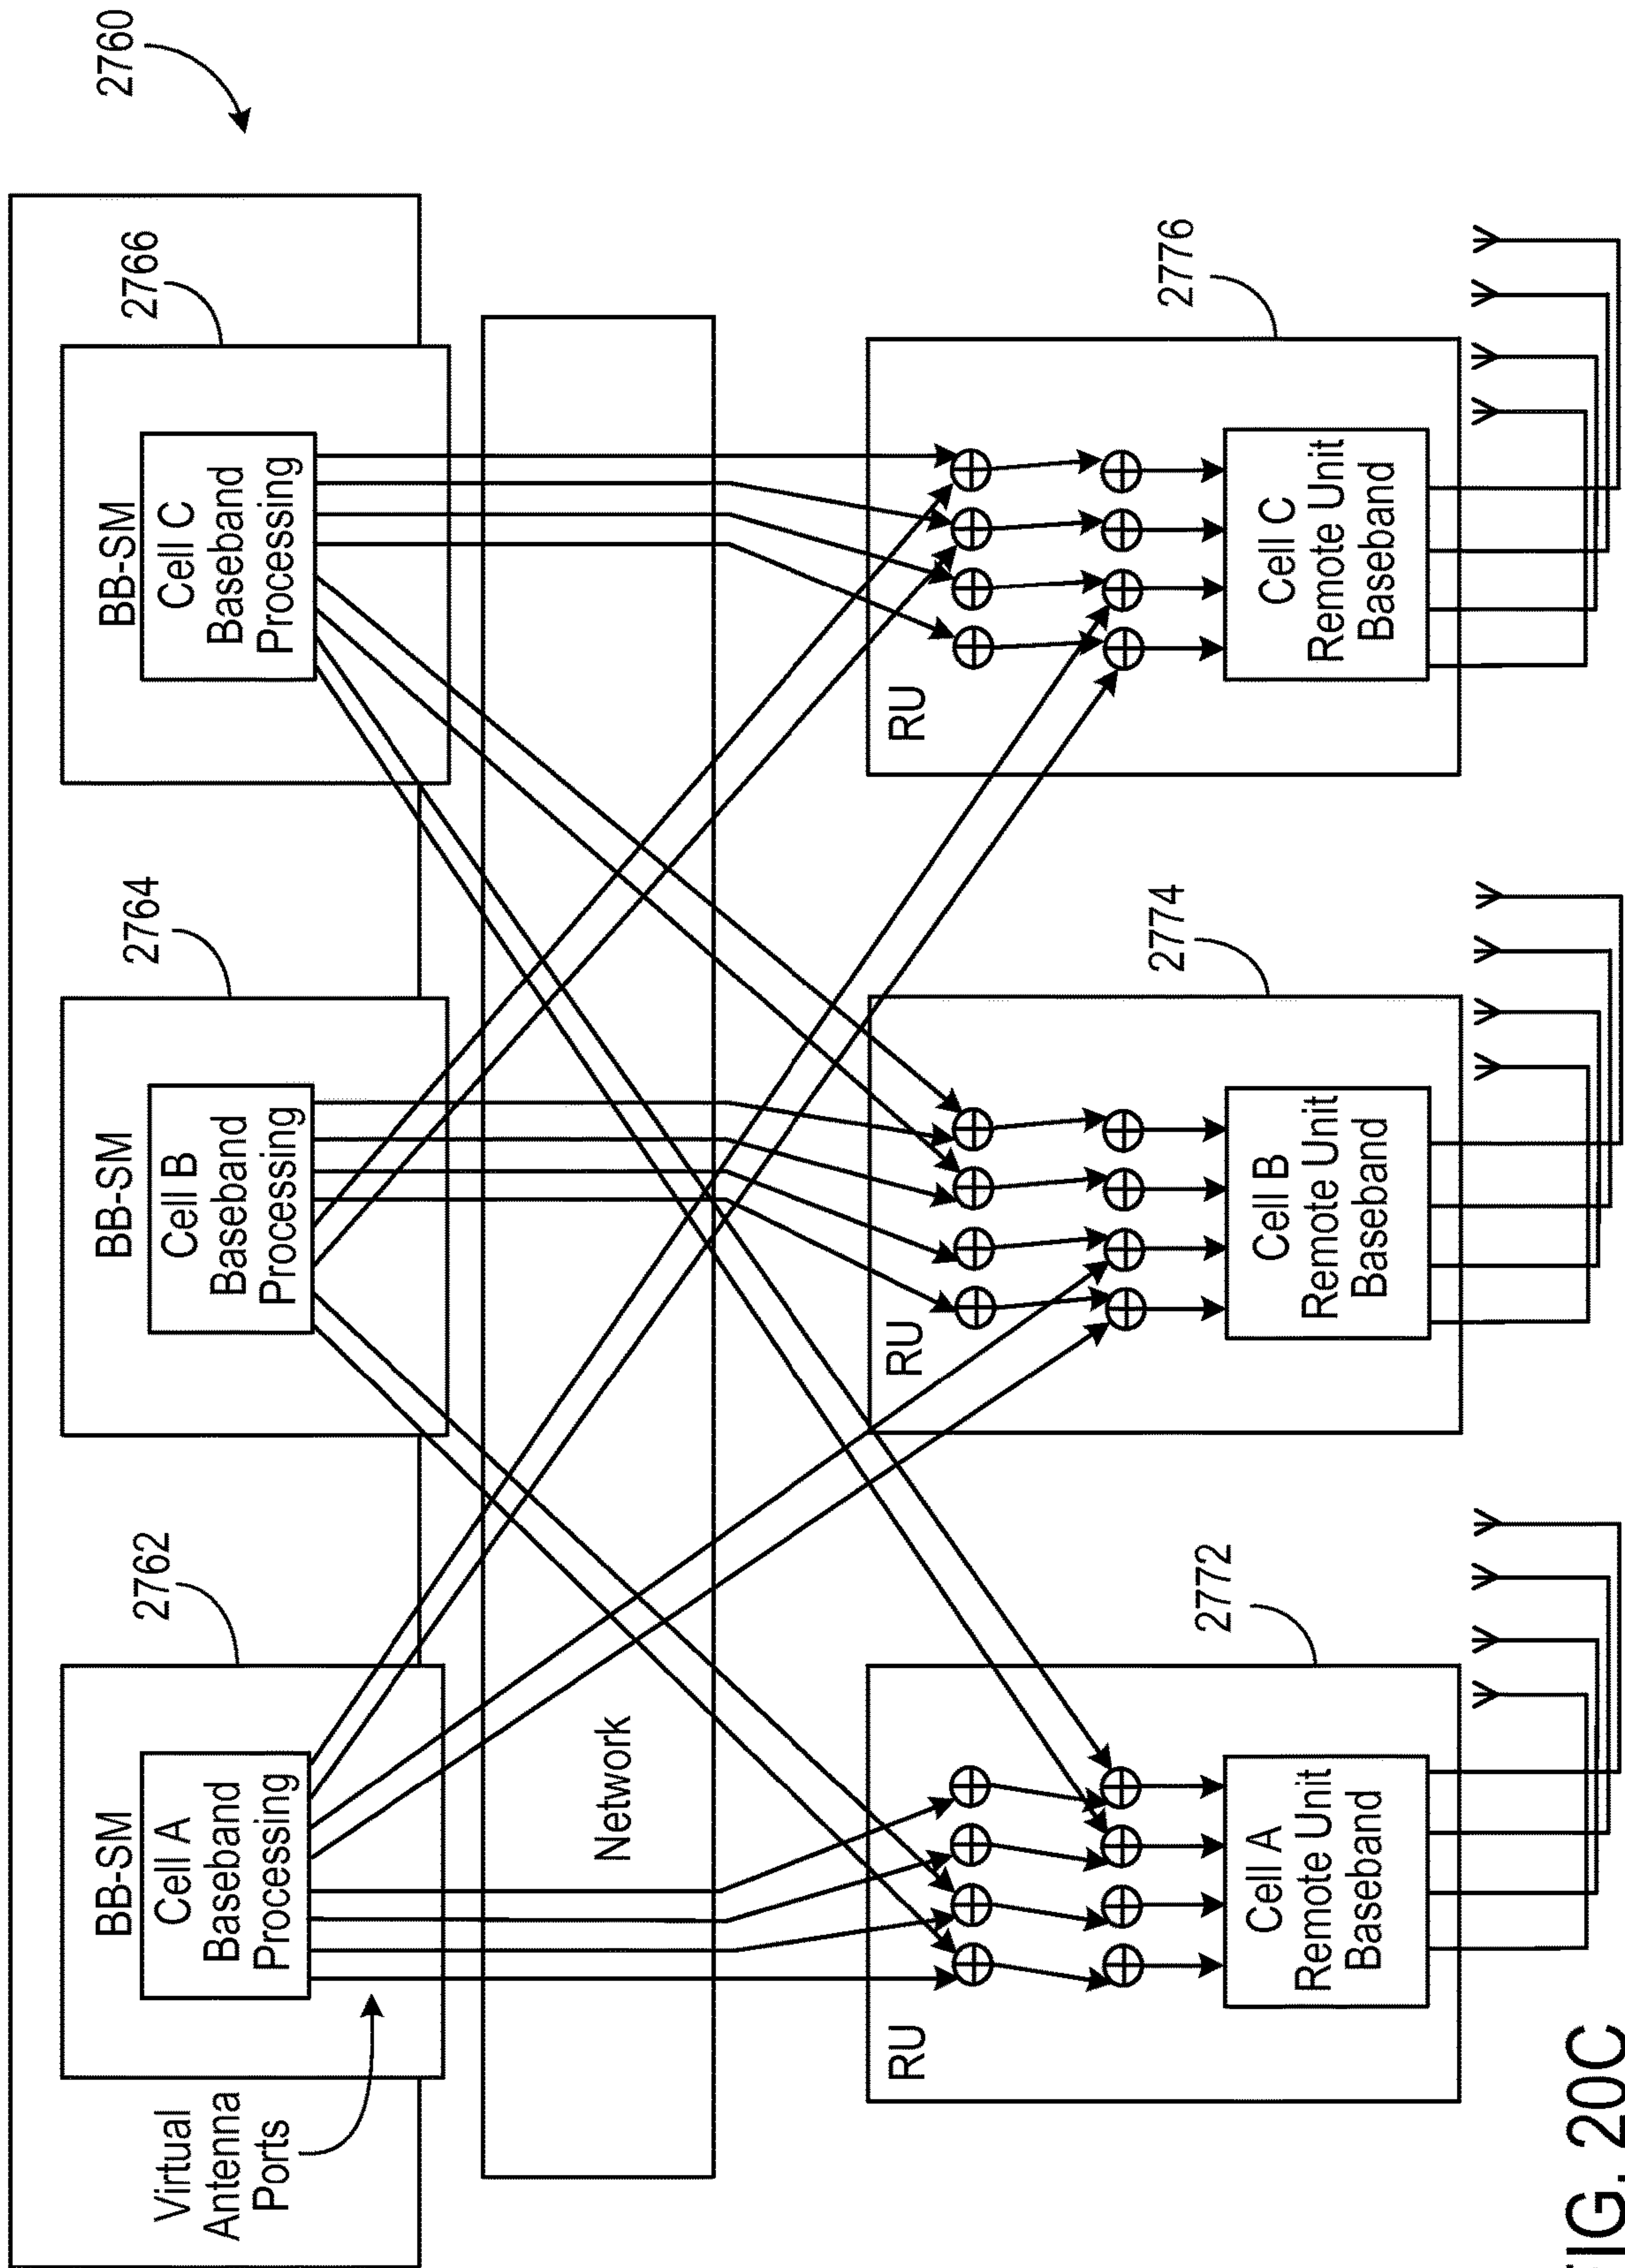 2760
2762
2764
2766
BB-SM
Cell A
Baseband
Processing
BB-SM
Cell B
Baseband
Processing
BB-SM
Cell C
Baseband
Processing
Virtual
Antenna
Ports
Network
RU
2772
RU
2774
RU
2776
Cell A
Remote Unit
Baseband
Cell B
Remote Unit
Baseband
Cell C
Remote Unit
Baseband
IG. 20C